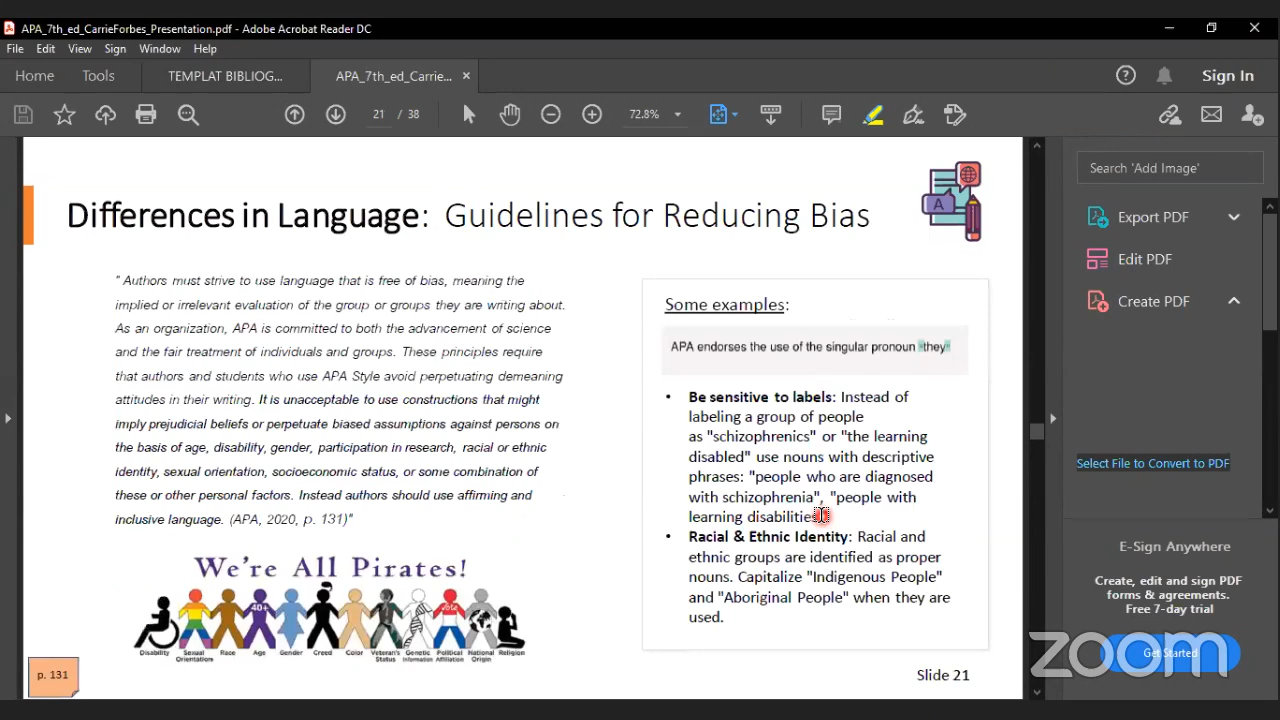 APA_7th_ed_CarrieForbes_Presentation.pdf - Adobe Acrobat Reader DC
File Edit View Sign Window Help
Home Tools TEMPLAT BIBLIOG... APA_7th_ed_Carrie... × Sign In
21 / 38 72.8%
Search 'Add Image'
Differences in Language: Guidelines for Reducing Bias
" Authors must strive to use language that is free of bias, meaning the
implied or irrelevant evaluation of the group or groups they are writing about.
As an organization, APA is committed to both the advancement of science
and the fair treatment of individuals and groups. These principles require
that authors and students who use APA Style avoid perpetuating demeaning
attitudes in their writing. It is unacceptable to use constructions that might
imply prejudicial beliefs or perpetuate biased assumptions against persons on
the basis of age, disability, gender, participation in research, racial or ethnic
identity, sexual orientation, socioeconomic status, or some combination of
these or other personal factors. Instead authors should use affirming and
inclusive language. (APA, 2020, p. 131)"
We're All Pirates!
40+
Vote
Disability
Sexual
Orientation
Race
Age
Gender
Creed
Color
Veteran's
Status
Genetic
Information
Political
Affiliation
National
Origin
Religion
p. 131
Some examples:
APA endorses the use of the singular pronoun "they"
• Be sensitive to labels: Instead of
labeling a group of people
as "schizophrenics" or "the learning
disabled" use nouns with descriptive
phrases: "people who are diagnosed
with schizophrenia", "people with
learning disabilities
• Racial & Ethnic Identity: Racial and
ethnic groups are identified as proper
nouns. Capitalize "Indigenous People"
and "Aboriginal People" when they are
used.
Slide 21
Export PDF
Edit PDF
Create PDF
Select File to Convert to PDF
E-Sign Anywhere
Create, edit and sign PDF
forms & agreements.
Free 7-day trial
Get Started
zoom